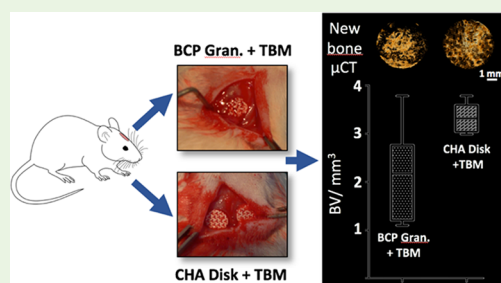 BCP Gran. + TBM
CHA Disk + TBM
New
bone
μCT
1 mm
BV/ mm³
4
3
2
1
CHA Disk
+TBM
BCP Gran.
+ TBM